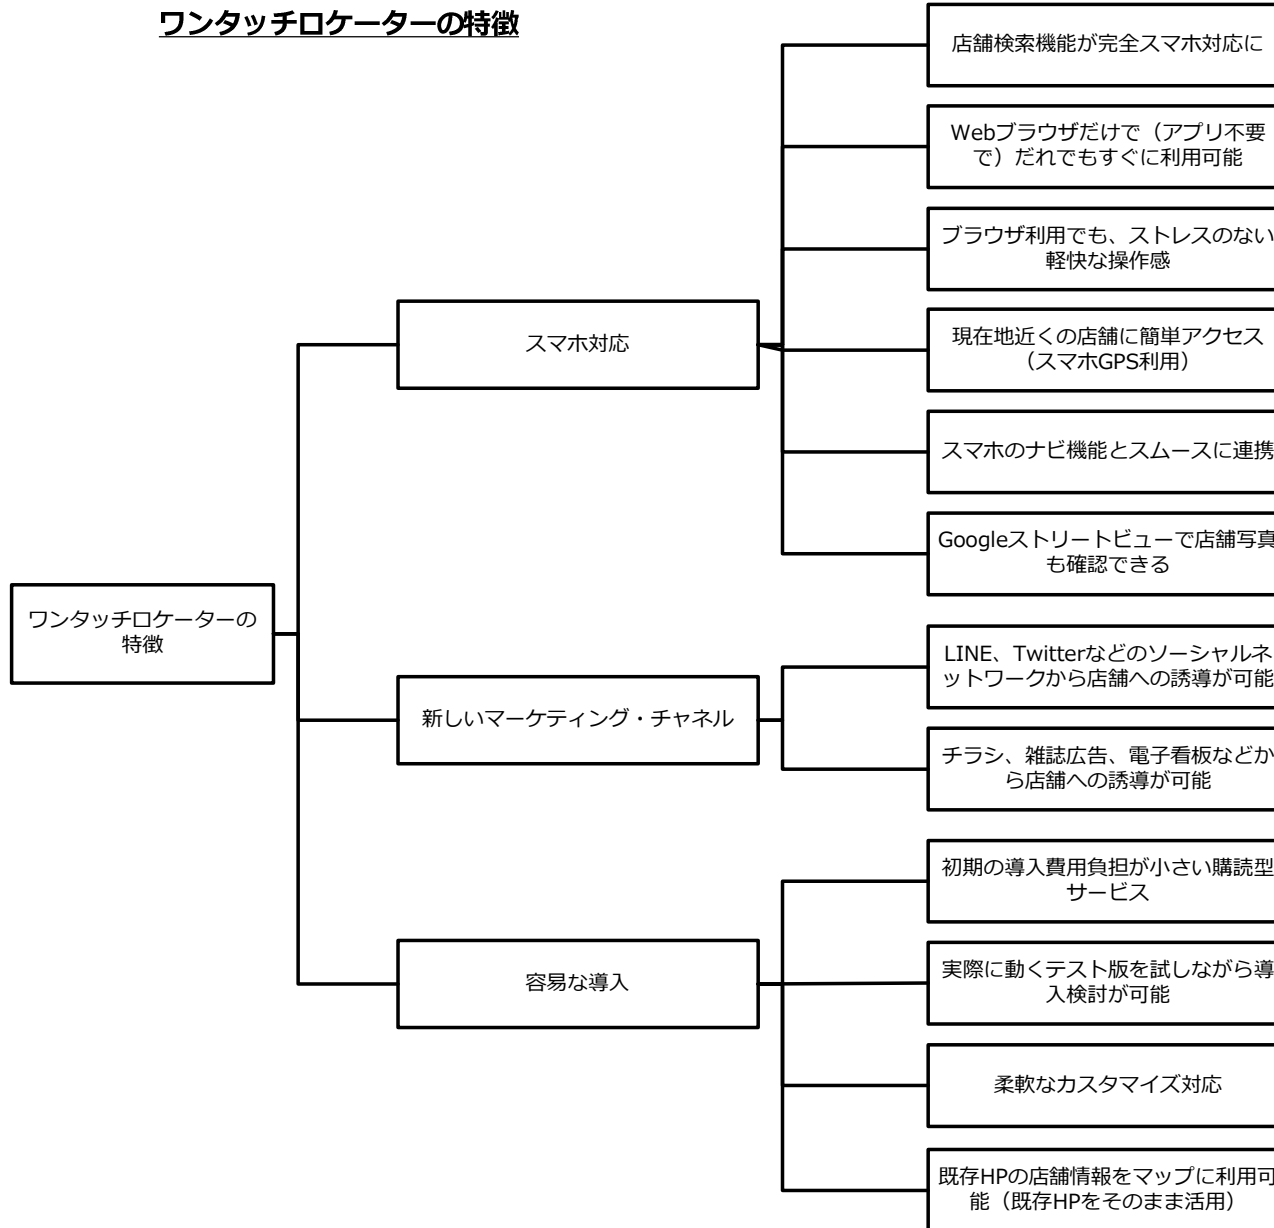 ワンタッチロケーターの特徴
店舗検索機能が完全スマホ対応に
Webブラウザだけで（アプリ不要
で）だれでもすぐに利用可能
ブラウザ利用でも、ストレスのない
軽快な操作感
スマホ対応
現在地近くの店舗に簡単アクセス
（スマホGPS利用）
スマホのナビ機能とスムースに連携
Googleストリートビューで店舗写真
も確認できる
ワンタッチロケーターの
特徴
新しいマーケティング・チャネル
LINE、Twitterなどのソーシャルネ
ットワークから店舗への誘導が可能
チラシ、雑誌広告、電子看板などか
ら店舗への誘導が可能
容易な導入
初期の導入費用負担が小さい購読型
サービス
実際に動くテスト版を試しながら導
入検討が可能
柔軟なカスタマイズ対応
既存HPの店舗情報をマップに利用可
能（既存HPをそのまま活用）